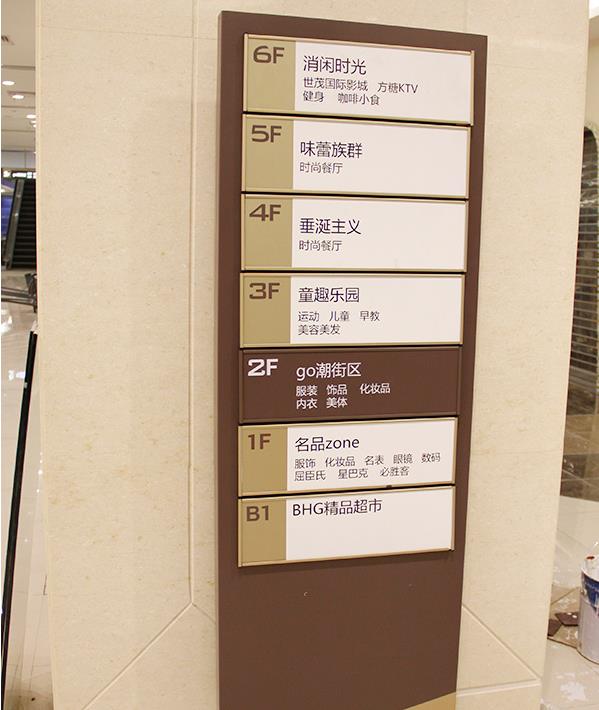 6F
消闲时光
世茂国际影城 方糖KTV
健身 咖啡小食
5F
味蕾族群
时尚餐厅
4F
垂涎主义
时尚餐厅
3F
童趣乐园
运动 儿童 早教
美容美发
2F
go潮街区
服装 饰品 化妆品
内衣 美体
1F
名品zone
服饰 化妆品 名表 眼镜 数码
屈臣氏 星巴克 必胜客
B1
BHG精品超市